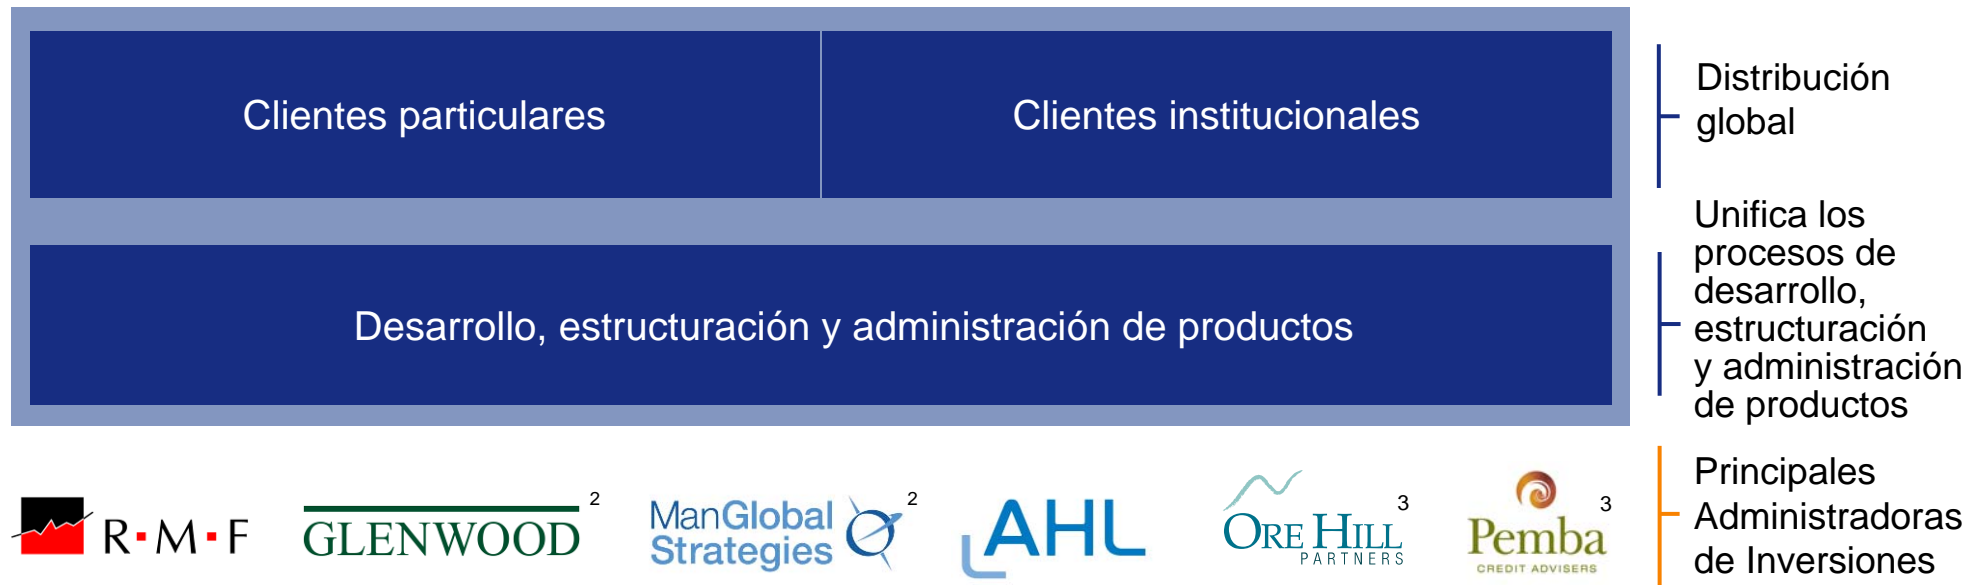 Clientes particulares
Clientes institucionales
Distribución
global
Desarrollo, estructuración y administración de productos
Unifica los
procesos de
desarrollo,
estructuración
y administración
de productos
R·M·F
GLENWOOD 2
ManGlobal
Strategies 2
AHL
ORE HILL 3
PARTNERS
Pemba 3
CREDIT ADVISERS
Principales
Administradoras
de Inversiones